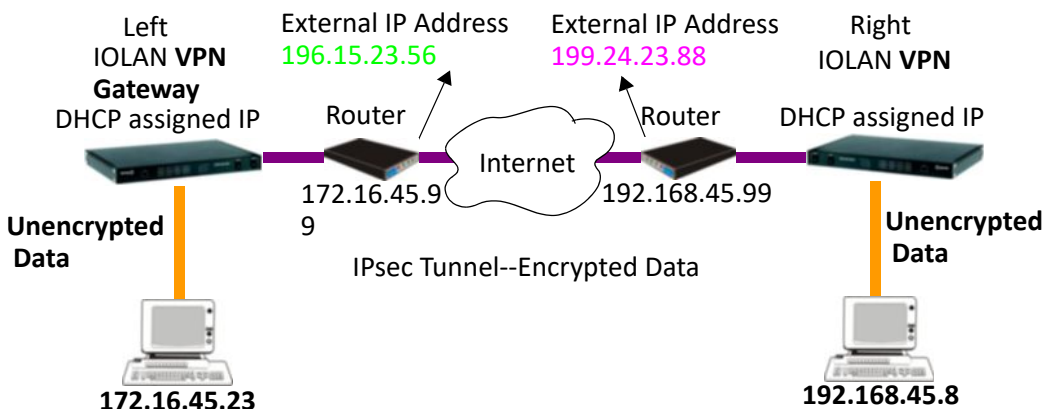 Left
IOLAN VPN
Gateway
DHCP assigned IP
External IP Address
196.15.23.56
External IP Address
199.24.23.88
Right
IOLAN VPN
DHCP assigned IP
Router
Router
Internet
172.16.45.9
9
192.168.45.99
Unencrypted
Data
Unencrypted
Data
IPsec Tunnel--Encrypted Data
172.16.45.23
192.168.45.8